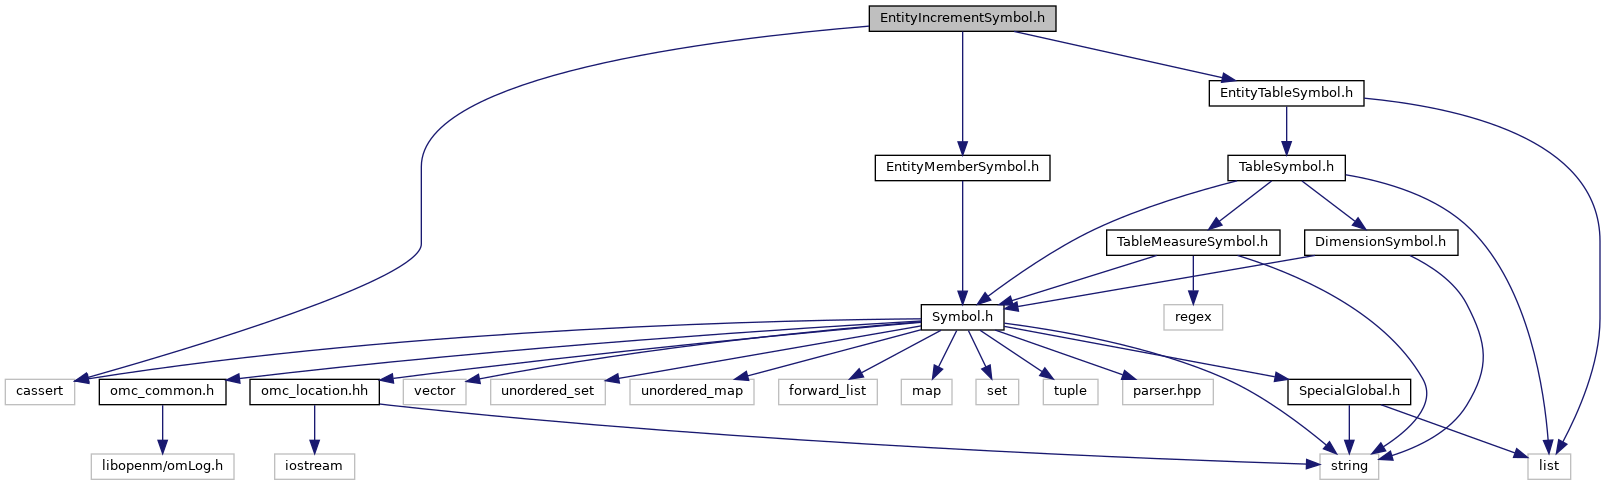 EntityIncrementSymbol.h
EntityTableSymbol.h
EntityMemberSymbol.h
TableSymbol.h
TableMeasureSymbol.h
DimensionSymbol.h
Symbol.h
regex
cassert
omc_common.h
omc_location.hh
vector
unordered_set
unordered_map
forward_list
map
set
tuple
parser.hpp
SpecialGlobal.h
libopenm/omLog.h
iostream
string
list